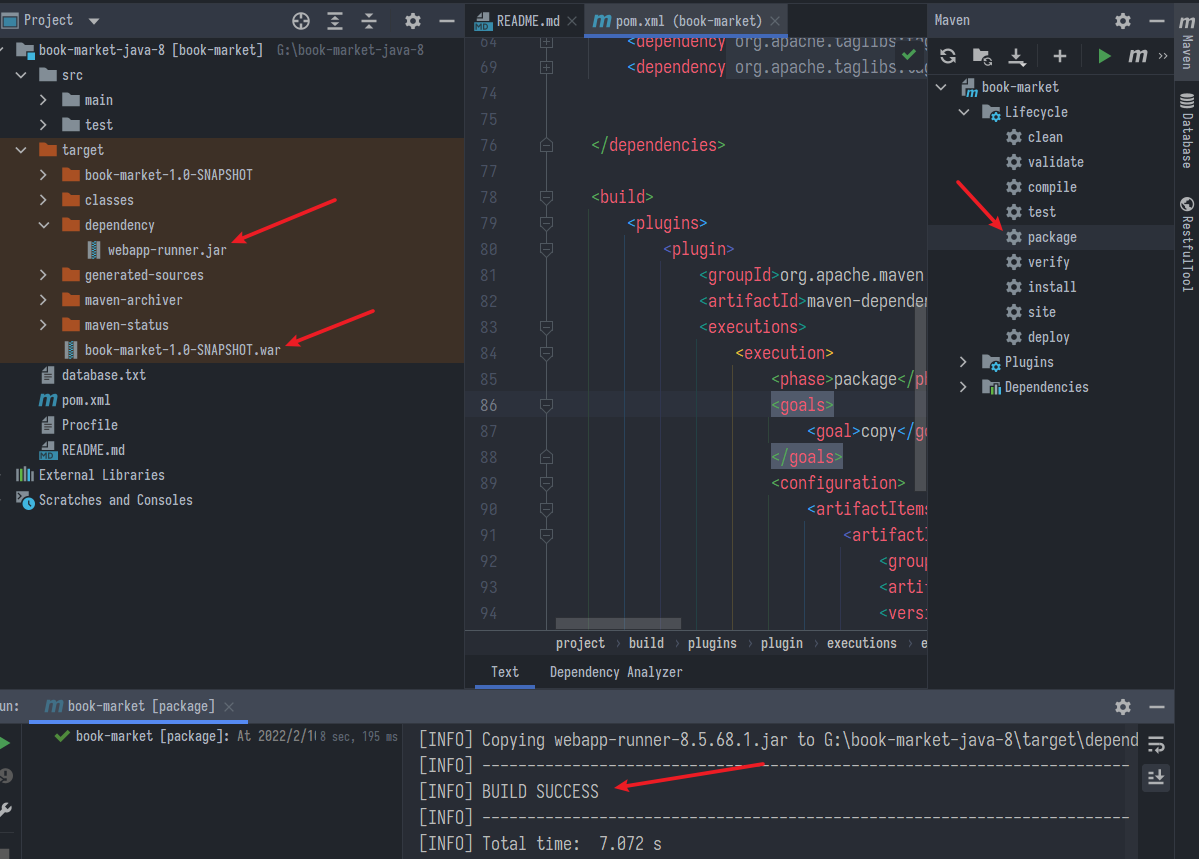 Project
book-market-java-8 [book-market] G:\book-market-java-8
src
main
test
target
book-market-1.0-SNAPSHOT
classes
dependency
webapp-runner.jar
generated-sources
maven-archiver
maven-status
book-market-1.0-SNAPSHOT.war
database.txt
pom.xml
Procfile
README.md
External Libraries
Scratches and Consoles
README.md
pom.xml (book-market)
64 <dependency org.apache.taglibs
69 <dependency org.apache.taglibs
74
75
76 </dependencies>
77
78 <build>
79 <plugins>
80 <plugin>
81 <groupId>org.apache.maven
82 <artifactId>maven-depende
83 <executions>
84 <execution>
85 <phase>package</ph
86 <goals>
87 <goal>copy</go
88 </goals>
89 <configuration>
90 <artifactItems
91 <artifactI
92 <group
93 <arti
94 <versi
project › build › plugins › plugin › executions › e
Text Dependency Analyzer
Maven
book-market
Lifecycle
clean
validate
compile
test
package
verify
install
site
deploy
Plugins
Dependencies
Maven
Database
RestfulTool
un: book-market [package]
book-market [package]: At 2022/2/1 8 sec, 195 ms
[INFO] Copying webapp-runner-8.5.68.1.jar to G:\book-market-java-8\target\depend
[INFO] ------------------------------------------------------------------------
[INFO] BUILD SUCCESS
[INFO] ------------------------------------------------------------------------
[INFO] Total time:  7.072 s